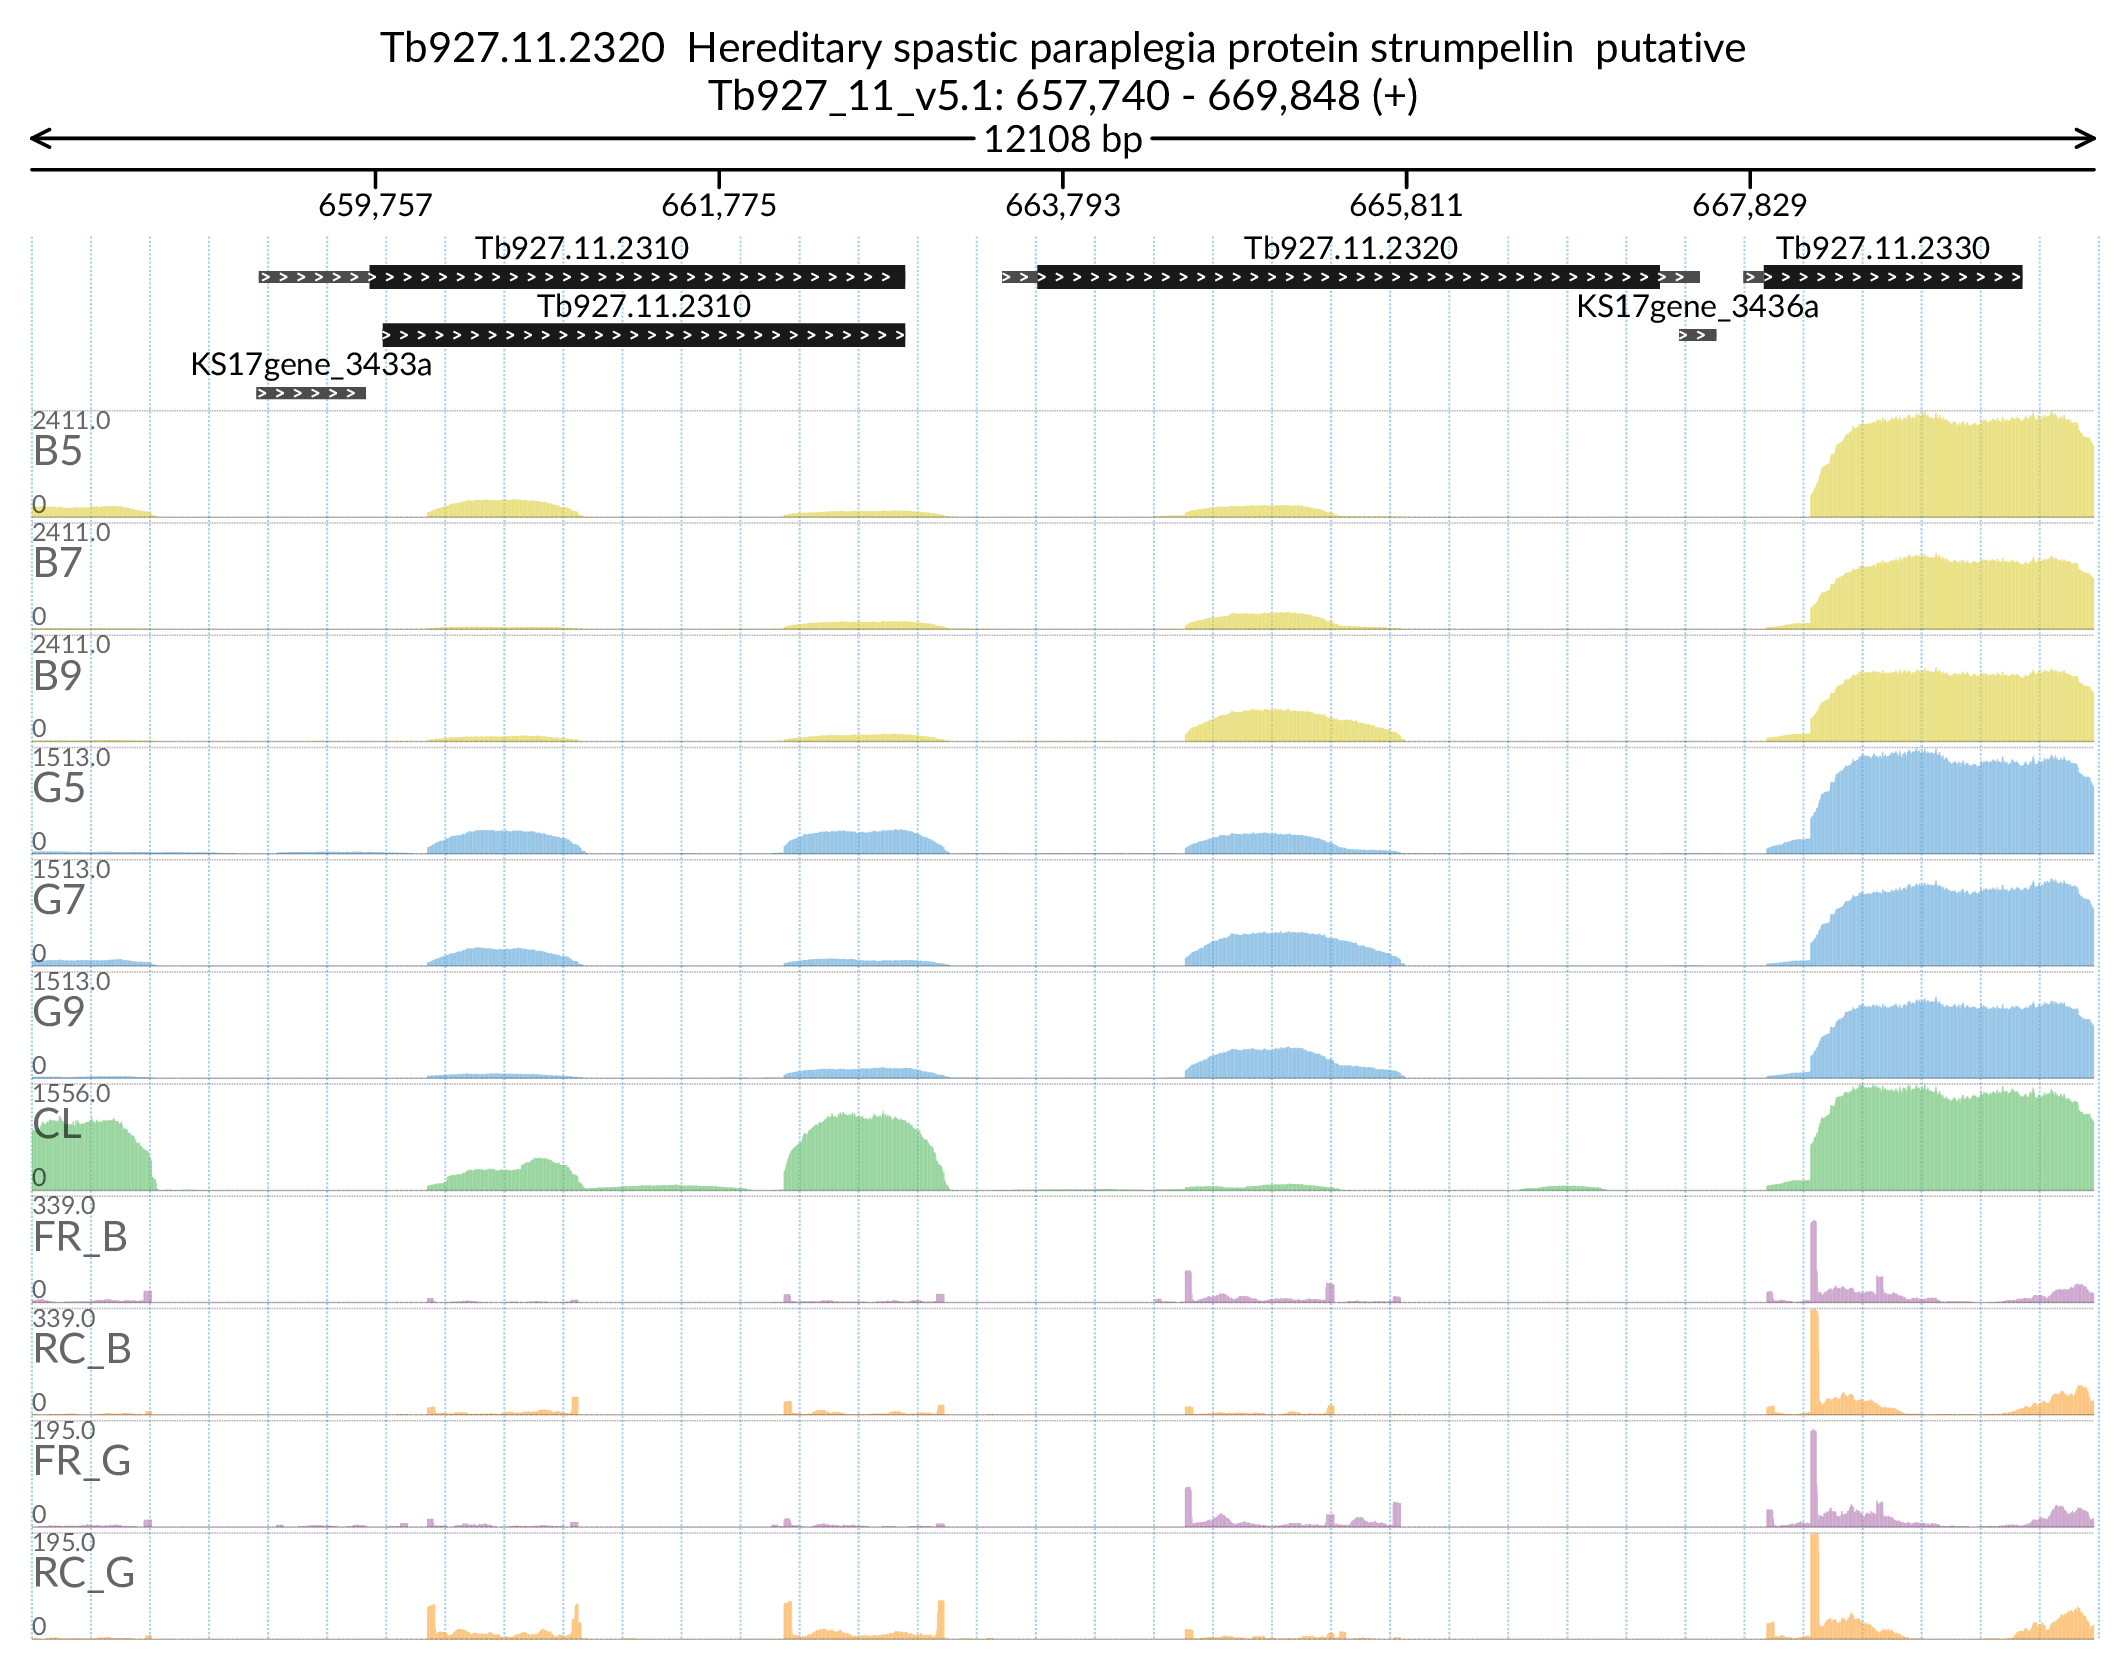 Tb927.11.2320  Hereditary spastic paraplegia protein strumpellin  putative
Tb927_11_v5.1: 657,740 - 669,848 (+)
12108 bp
659,757 661,775 663,793 665,811 667,829
Tb927.11.2310 Tb927.11.2320 Tb927.11.2330
Tb927.11.2310 KS17gene_3436a
KS17gene_3433a
2411.0
B5
0
2411.0
B7
0
2411.0
B9
0
1513.0
G5
0
1513.0
G7
0
1513.0
G9
0
1556.0
CL
0
339.0
FR_B
0
339.0
RC_B
0
195.0
FR_G
0
195.0
RC_G
0